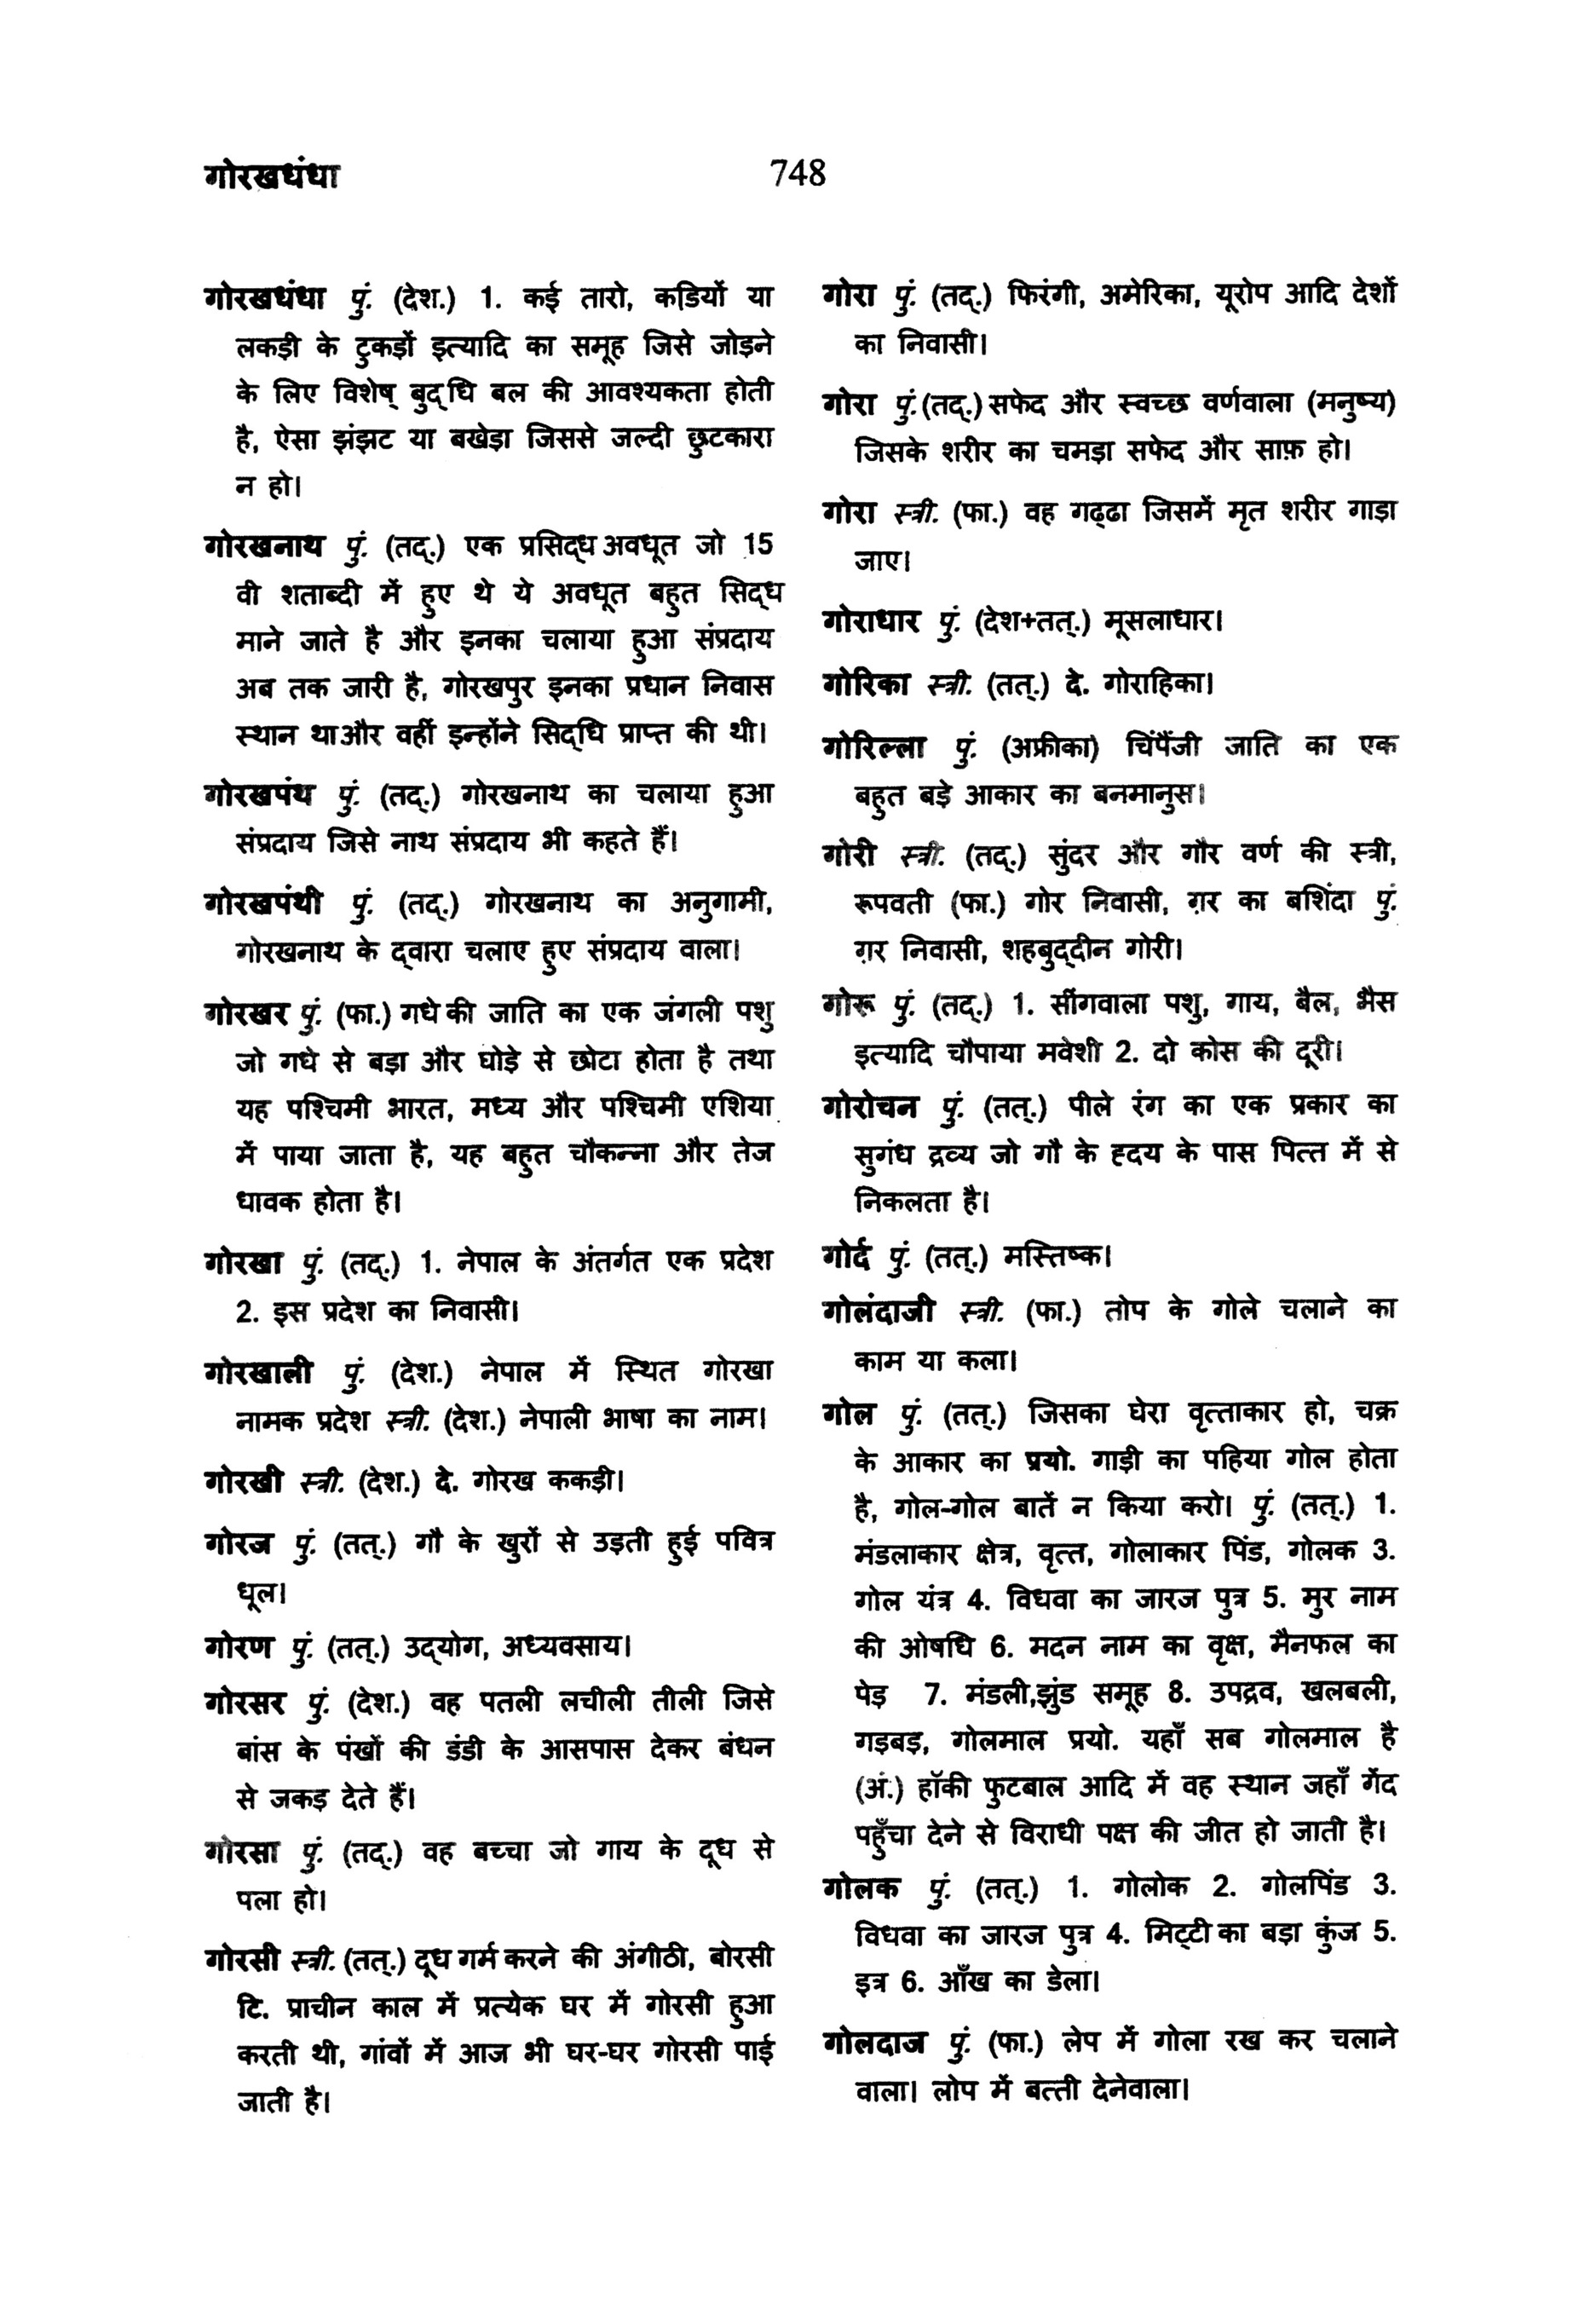 गोरखधंधा
748
गोरखधंधा पुं. (देश.) 1. कई तारो, कडि़यों या
लकड़ी के टुकड़ों इत्यादि का समूह जिसे जोड़ने
के लिए विशेष् बुद्‌धि बल की आवश्यकता होती
है, ऐसा झंझट या बखेड़ा जिससे जल्दी छुटकारा
न हो।
गोरखनाथ पुं. (तद्.) एक प्रसिद्‌ध अवधूत जो 15
वी शताब्दी में हुए थे ये अवधूत बहुत सिद्‌ध
माने जाते है और इनका चलाया हुआ संप्रदाय
अब तक जारी है, गोरखपुर इनका प्रधान निवास
स्थान थाऔर वहीं इन्होंने सिद्‌धि प्राप्त की थी।
गोरखपंथ पुं. (तद्.) गोरखनाथ का चलाया हुआ
संप्रदाय जिसे नाथ संप्रदाय भी कहते हैं।
गोरखपंथी पुं. (तद्.) गोरखनाथ का अनुगामी,
गोरखनाथ के द्‌वारा चलाए हुए संप्रदाय वाला।
गोरखर पुं. (फा.) गधे की जाति का एक जंगली पशु
जो गधे से बड़ा और घोड़े से छोटा होता है तथा
यह पश्चिमी भारत, मध्य और पश्चिमी एशिया
में पाया जाता है, यह बहुत चौकन्ना और तेज
धावक होता है।
गोरखा पुं. (तद्.) 1. नेपाल के अंतर्गत एक प्रदेश
2. इस प्रदेश का निवासी।
गोरखाली पुं. (देश.) नेपाल में स्थित गोरखा
नामक प्रदेश स्त्री. (देश.) नेपाली भाषा का नाम।
गोरखी स्त्री. (देश.) दे. गोरख ककड़ी।
गोरज पुं. (तत्.) गौ के खुरों से उड़ती हुई पवित्र
धूल।
गोरण पुं. (तत्.) उद्‌योग, अध्यवसाय।
गोरसर पुं. (देश.) वह पतली लचीली तीली जिसे
बांस के पंखों की डंडी के आसपास देकर बंधन
से जकड़ देते हैं।
गोरसा पुं. (तद्.) वह बच्चा जो गाय के दूध से
पला हो।
गोरसी स्त्री. (तत्.) दूध गर्म करने की अंगीठी, बोरसी
टि. प्राचीन काल में प्रत्येक घर में गोरसी हुआ
करती थी, गांवों में आज भी घर-घर गोरसी पाई
जाती है।
गोरा पुं. (तद्.) फिरंगी, अमेरिका, यूरोप आदि देशों
का निवासी।
गोरा पुं.(तद्.) सफेद और स्वच्छ वर्णवाला (मनुष्य)
जिसके शरीर का चमड़ा सफेद और साफ़ हो।
गोरा स्त्री. (फा.) वह गढ्‌ढा जिसमें मृत शरीर गाड़ा
जाए।
गोराधार पुं. (देश+तत्.) मूसलाधार।
गोरिका स्त्री. (तत्.) दे. गोराहिका।
गोरिल्ला पुं. (अफ्रीका) चिंपैंजी जाति का एक
बहुत बड़े आकार का बनमानुस।
गोरी स्त्री. (तद्.) सुंदर और गौर वर्ण की स्त्री,
रूपवती (फा.) गोर निवासी, ग़र का बशिंदा पुं.
ग़र निवासी, शहबुद्‌दीन गोरी।
गोरू पुं. (तद्.) 1. सींगवाला पशु, गाय, बैल, भैस
इत्यादि चौपाया मवेशी 2. दो कोस की दूरी।
गोरोचन पुं. (तत्.) पीले रंग का एक प्रकार का
सुगंध द्रव्य जो गौ के ह्दय के पास पित्त में से
निकलता है।
गोर्द पुं. (तत्.) मस्तिष्क।
गोलंदाजी स्त्री. (फा.) तोप के गोले चलाने का
काम या कला।
गोल पुं. (तत्.) जिसका घेरा वृत्ताकार हो, चक्र
के आकार का प्रयो. गाड़ी का पहिया गोल होता
है, गोल-गोल बातें न किया करो। पुं. (तत्.) 1.
मंडलाकार क्षेत्र, वृत्त, गोलाकार पिंड, गोलक 3.
गोल यंत्र 4. विधवा का जारज पुत्र 5. मुर नाम
की ओषधि 6. मदन नाम का वृक्ष, मैनफल का
पेड़ 7. मंडली,झुंड समूह 8. उपद्रव, खलबली,
गड़बड़, गोलमाल प्रयो. यहाँ सब गोलमाल है
(अं.) हॉकी फुटबाल आदि में वह स्थान जहाँ गेंद
पहुँचा देने से विराधी पक्ष की जीत हो जाती है।
गोलक पुं. (तत्.) 1. गोलोक 2. गोलपिंड 3.
विधवा का जारज पुत्र 4. मिट्‌टी का बड़ा कुंज 5.
इत्र 6. आँख का डेला।
गोलदाज पुं. (फा.) लेप में गोला रख कर चलाने
वाला। लोप में बत्ती देनेवाला।